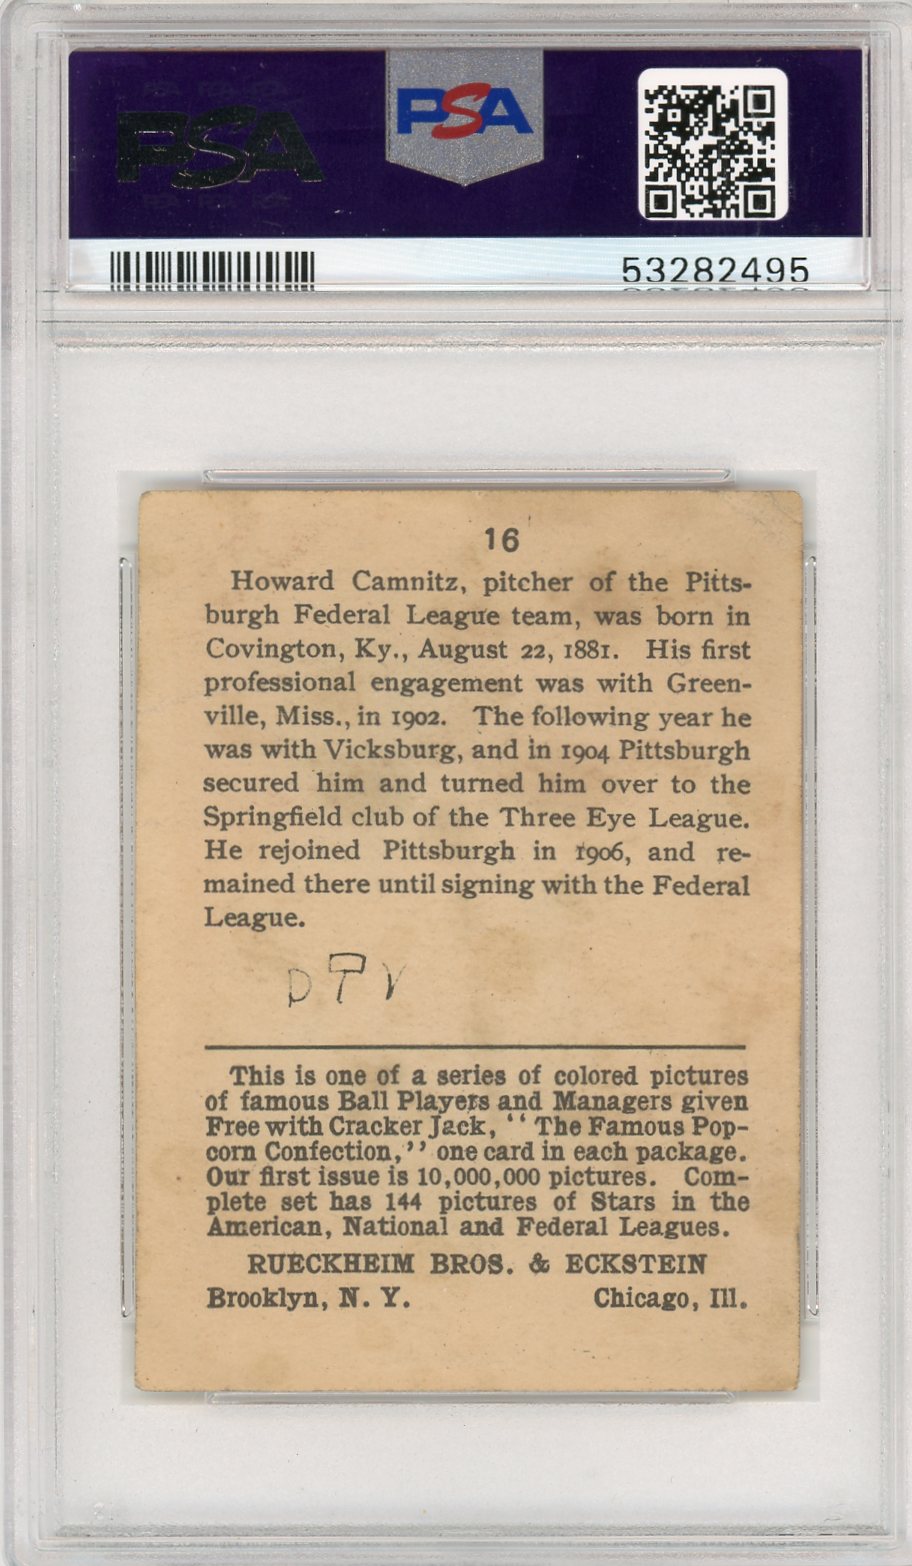 PSA
PSA
53282495
16
Howard Camnitz, pitcher of the Pitts-
burgh Federal League team, was born in
Covington, Ky., August 22, 1881. His first
professional engagement was with Green-
ville, Miss., in 1902. The following year he
was with Vicksburg, and in 1904 Pittsburgh
secured him and turned him over to the
Springfield club of the Three Eye League.
He rejoined Pittsburgh in 1906, and re-
mained there until signing with the Federal
League.
This is one of a series of colored pictures
of famous Ball Players and Managers given
Free with Cracker Jack, “ The Famous Pop-
corn Confection,” one card in each package.
Our first issue is 10,000,000 pictures. Com-
plete set has 144 pictures of Stars in the
American, National and Federal Leagues.
RUECKHEIM BROS. & ECKSTEIN
Brooklyn, N. Y. Chicago, Ill.